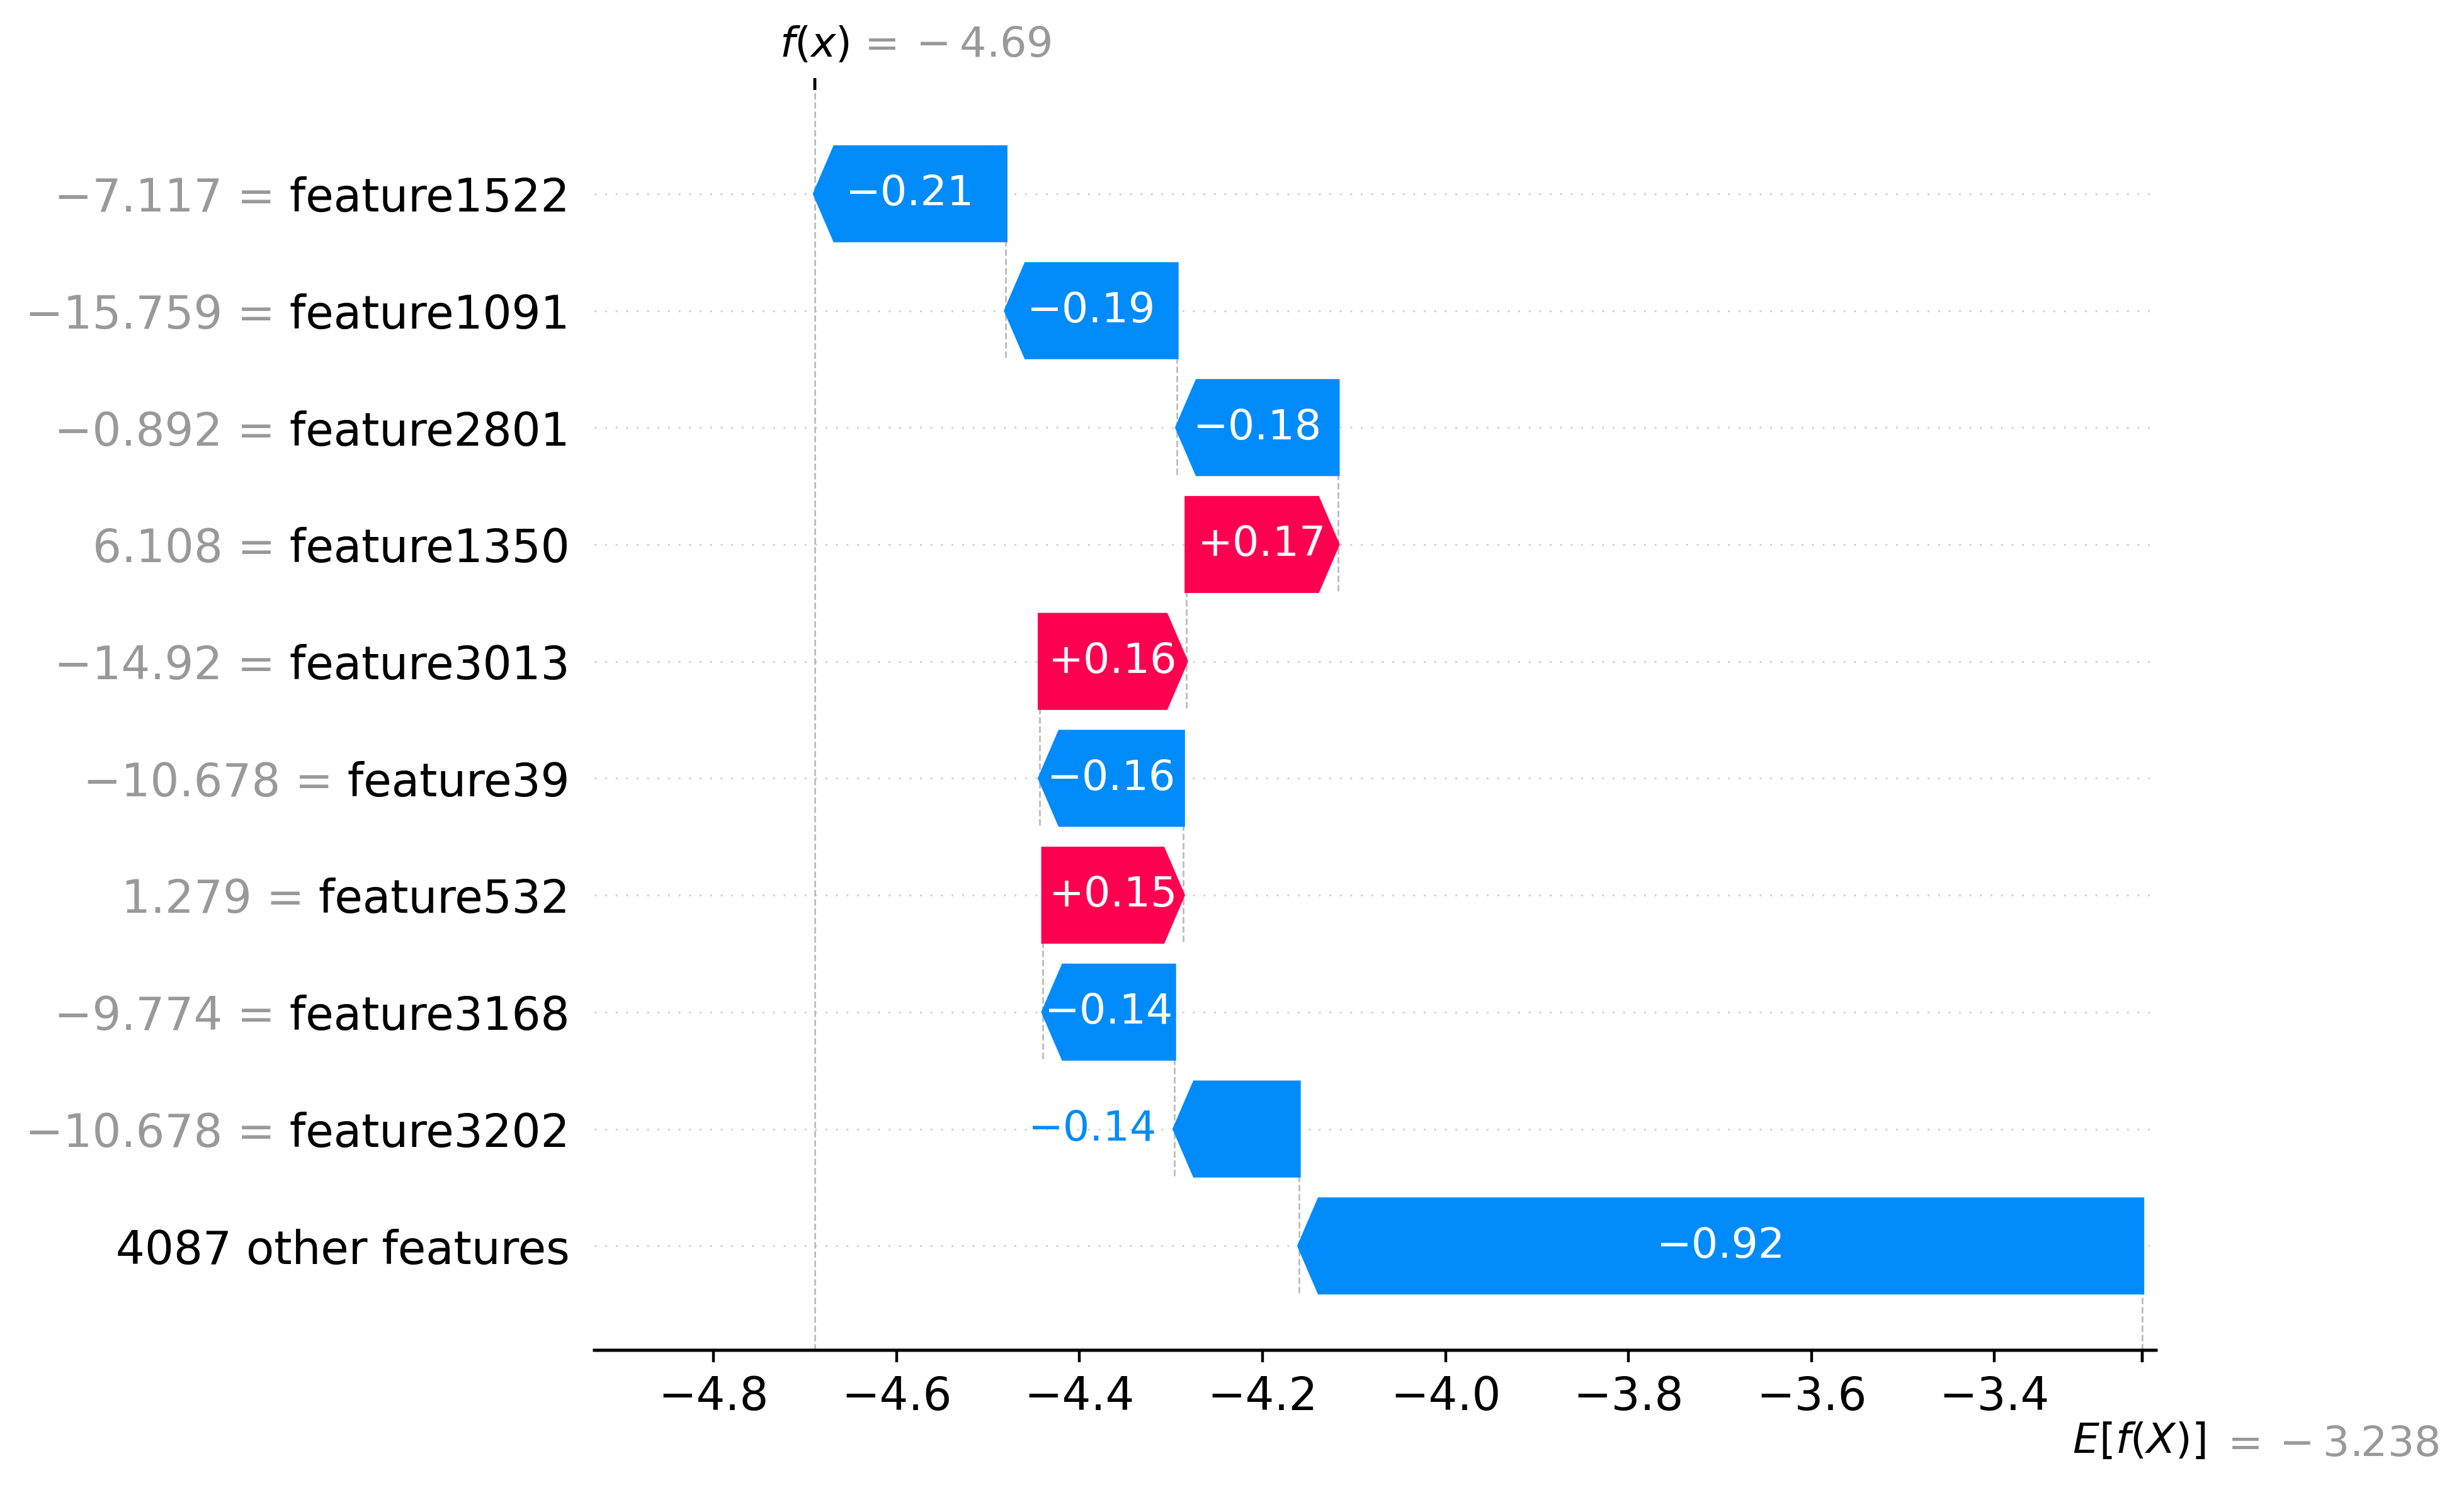 f(x) = − 4.69
−7.117 = feature1522 −0.21
−15.759 = feature1091 −0.19
−0.892 = feature2801 −0.18
6.108 = feature1350 +0.17
−14.92 = feature3013 +0.16
−10.678 = feature39 −0.16
1.279 = feature532 +0.15
−9.774 = feature3168 −0.14
−10.678 = feature3202 −0.14
4087 other features −0.92
−4.8 −4.6 −4.4 −4.2 −4.0 −3.8 −3.6 −3.4
E[f(X)] = − 3.238